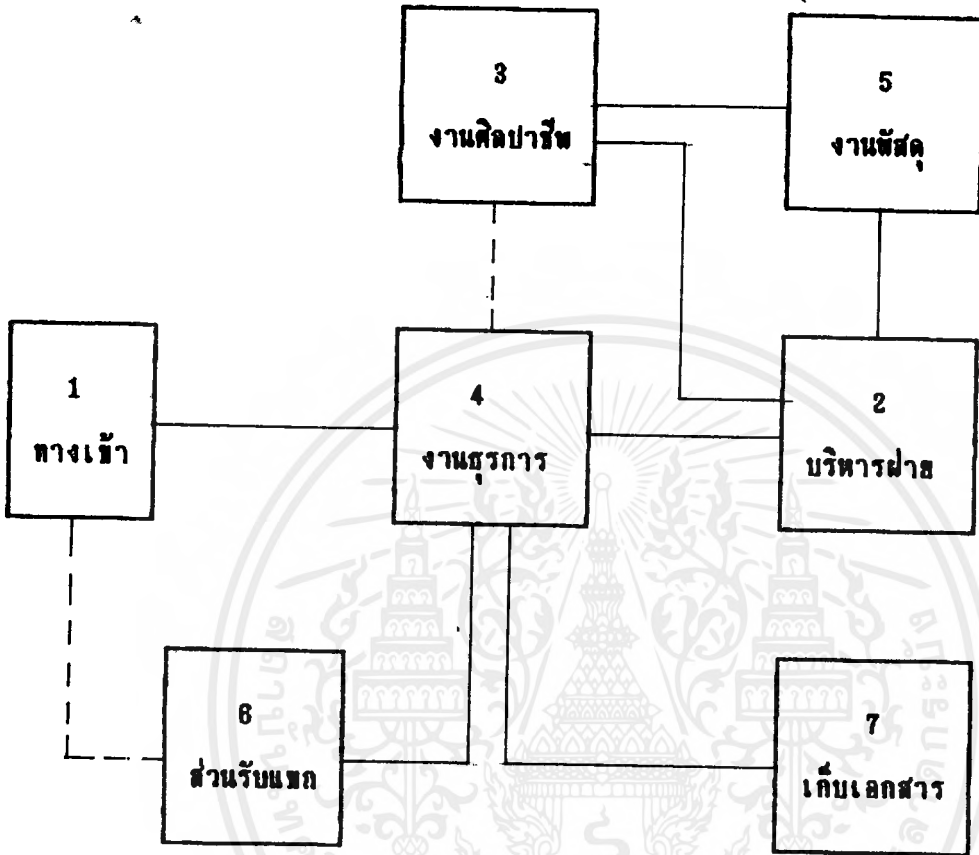 3
งานศิลปาชีพ
5
งานพัสดุ
1
ทางเข้า
4
งานธุรการ
2
บริหารฝ่าย
6
ส่วนรับแขก
7
เก็บเอกสาร